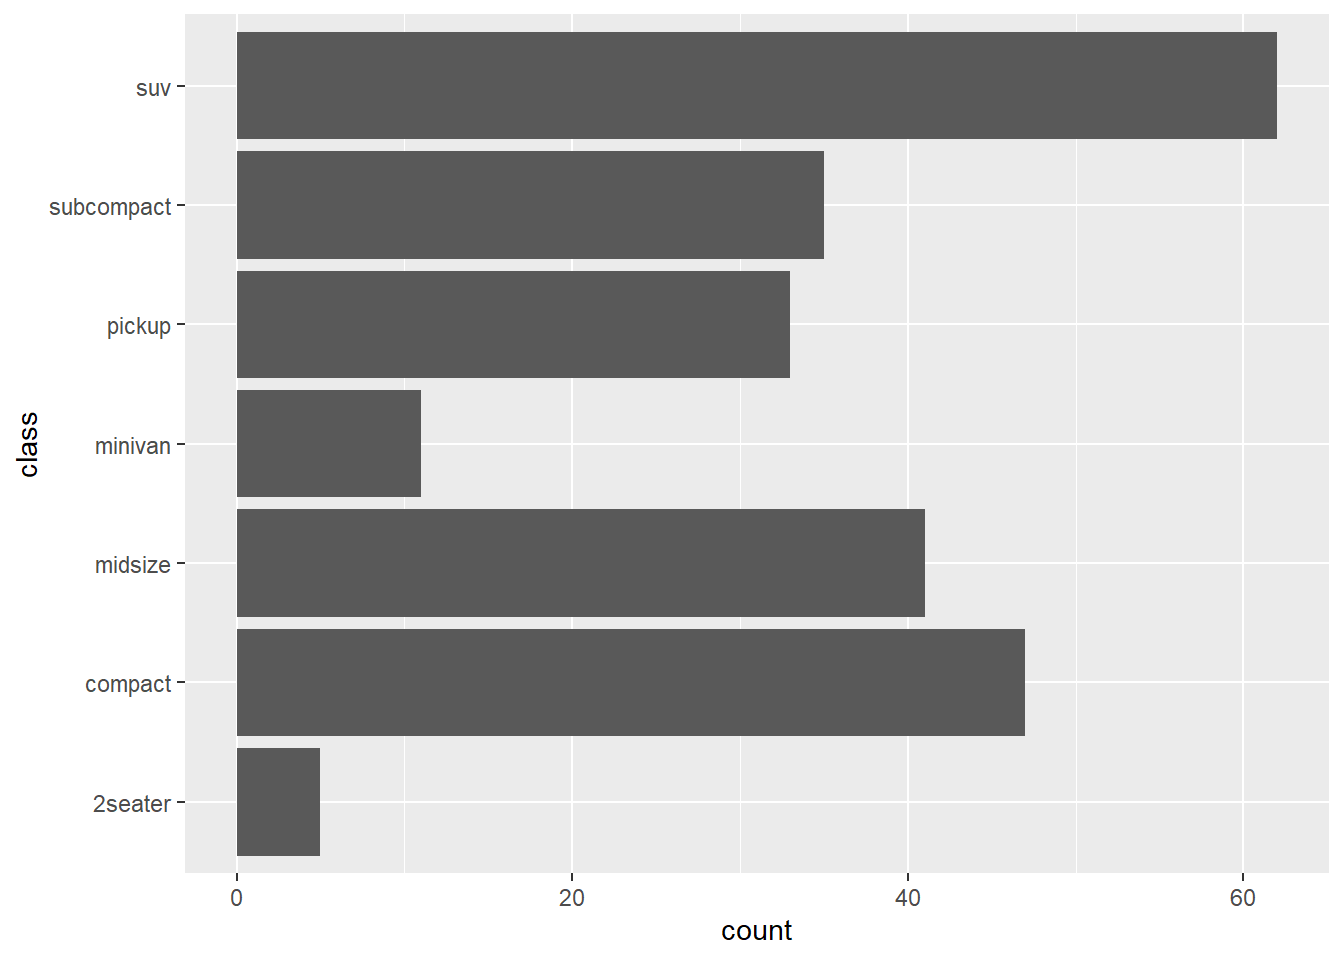 class
suv
subcompact
pickup
minivan
midsize
compact
2seater
0 20 40 60
count